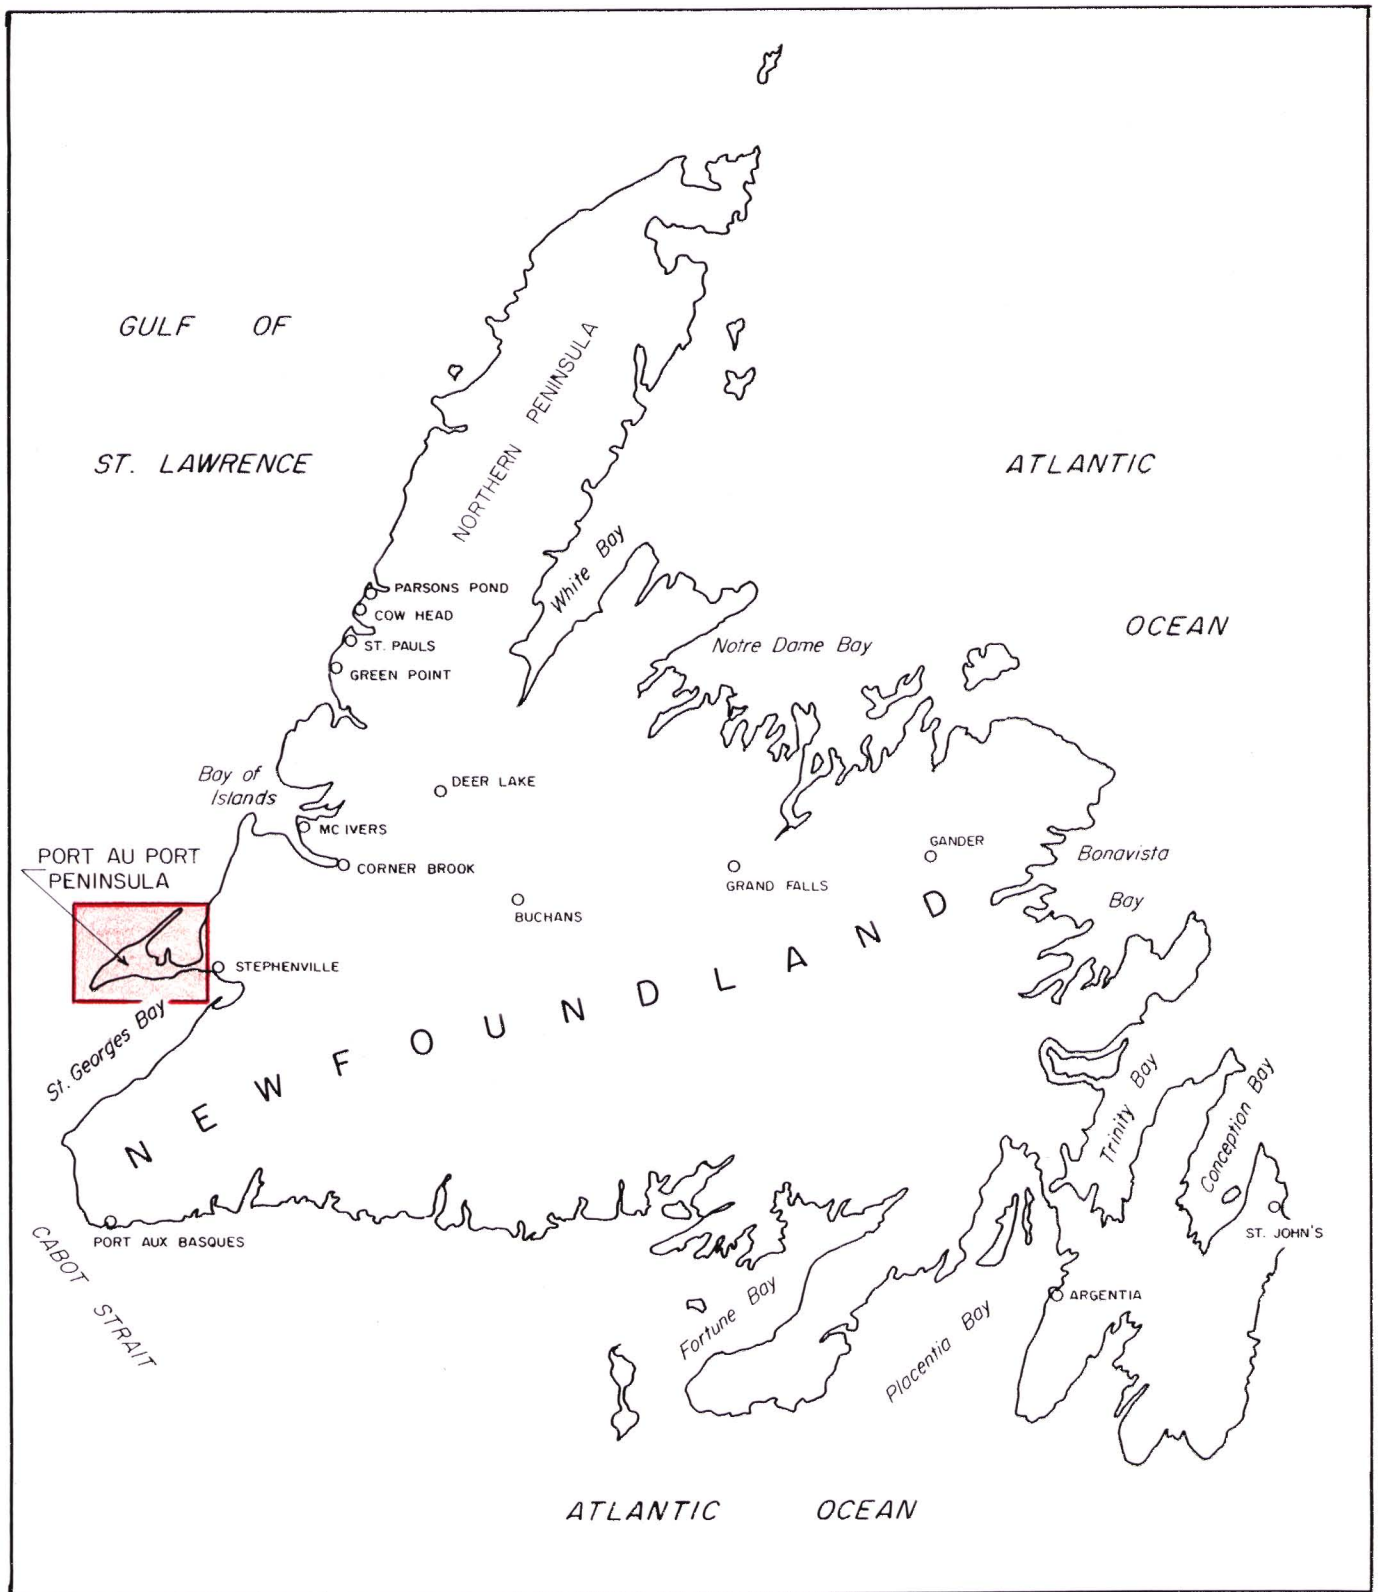 GULF OF
ST. LAWRENCE
NORTHERN PENINSULA
ATLANTIC
OCEAN
White Bay
PARSONS POND
COW HEAD
ST. PAULS
GREEN POINT
Notre Dame Bay
Bay of
Islands
DEER LAKE
MC IVERS
CORNER BROOK
GANDER
GRAND FALLS
BUCHANS
Bonavista
Bay
PORT AU PORT
PENINSULA
STEPHENVILLE
St. Georges Bay
NEWFOUNDLAND
Trinity Bay
Conception Bay
ST. JOHN'S
PORT AUX BASQUES
CABOT STRAIT
ARGENTIA
Fortune Bay
Placentia Bay
ATLANTIC OCEAN